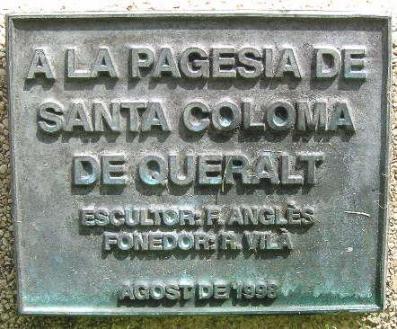 A LA PAGESIA DE
SANTA COLOMA
DE QUERALT
ESCULTOR: F. ANGLÈS
FONEDOR: R. VILÀ
AGOST DE 1998